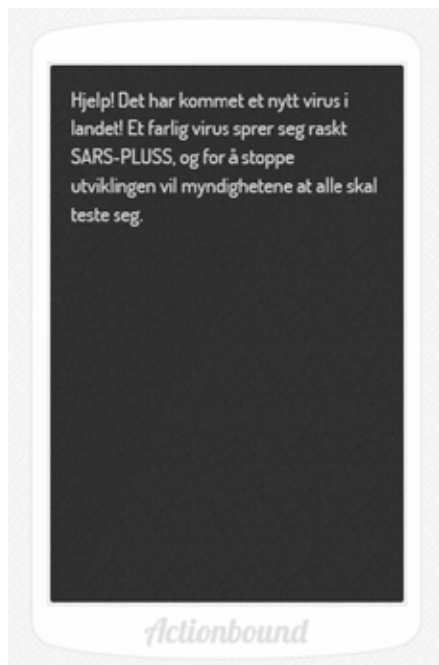 Hjelp! Det har kommet et nytt virus i
landet! Et farlig virus sprer seg raskt
SARS-PLUSS, og for å stoppe
utviklingen vil myndighetene at alle skal
teste seg.
Actionbound